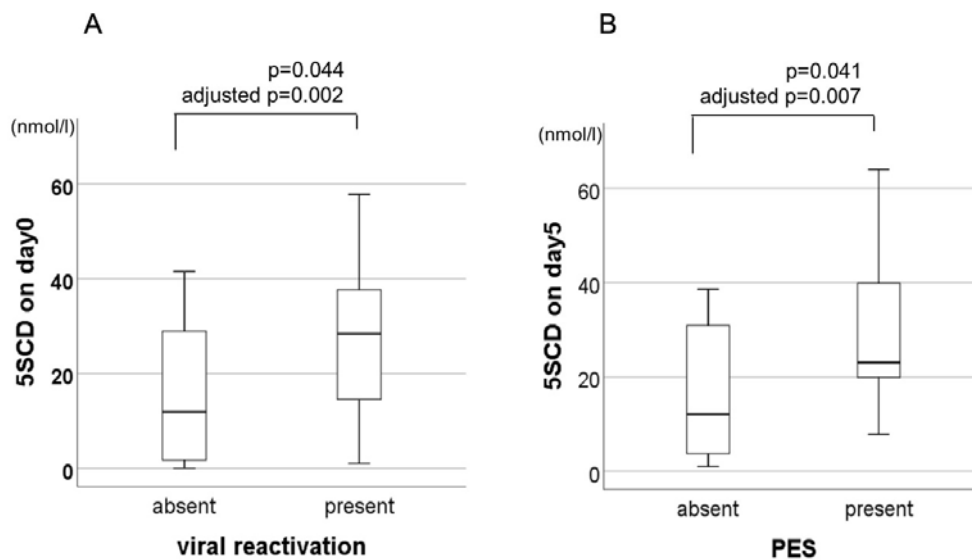 A
p=0.044
adjusted p=0.002
(nmol/l)
5SCD on day0
60
40
20
0
absent
present
viral reactivation
B
p=0.041
adjusted p=0.007
(nmol/l)
5SCD on day5
60
40
20
0
absent
present
PES